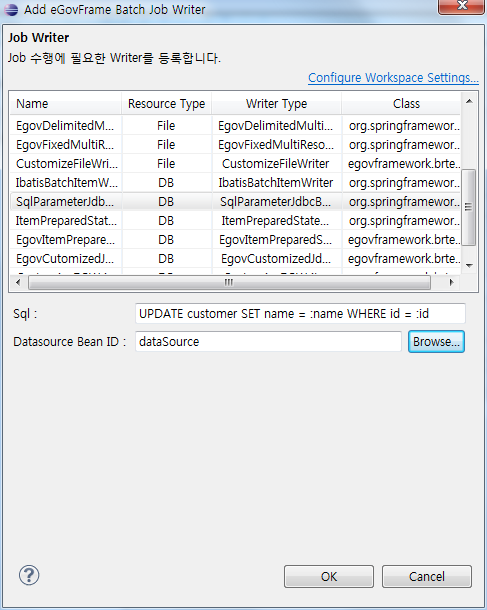 Add eGovFrame Batch Job Writer
Job Writer
Job 수행에 필요한 Writer를 등록합니다.
Configure Workspace Settings...
Name Resource Type Writer Type Class
EgovDelimitedM... File EgovDelimitedMulti... org.springframewor...
EgovFixedMultiR... File EgovFixedMultiReso... org.springframewor...
CustomizeFileWri... File CustomizeFileWriter egovframework.brte...
IbatisBatchItemW... DB IbatisBatchItemWriter org.springframewor...
SqlParameterJdb... DB SqlParameterJdbcB... org.springframewor...
ItemPreparedState... DB ItemPreparedState... org.springframewor...
EgovItemPrepare... DB EgovItemPreparedS... egovframework.brte...
EgovCutomizedJ... DB EgovCustomizedJ... egovframework.brte...
Sql : UPDATE customer SET name = :name WHERE id = :id
Datasource Bean ID : dataSource Browse...
? OK Cancel